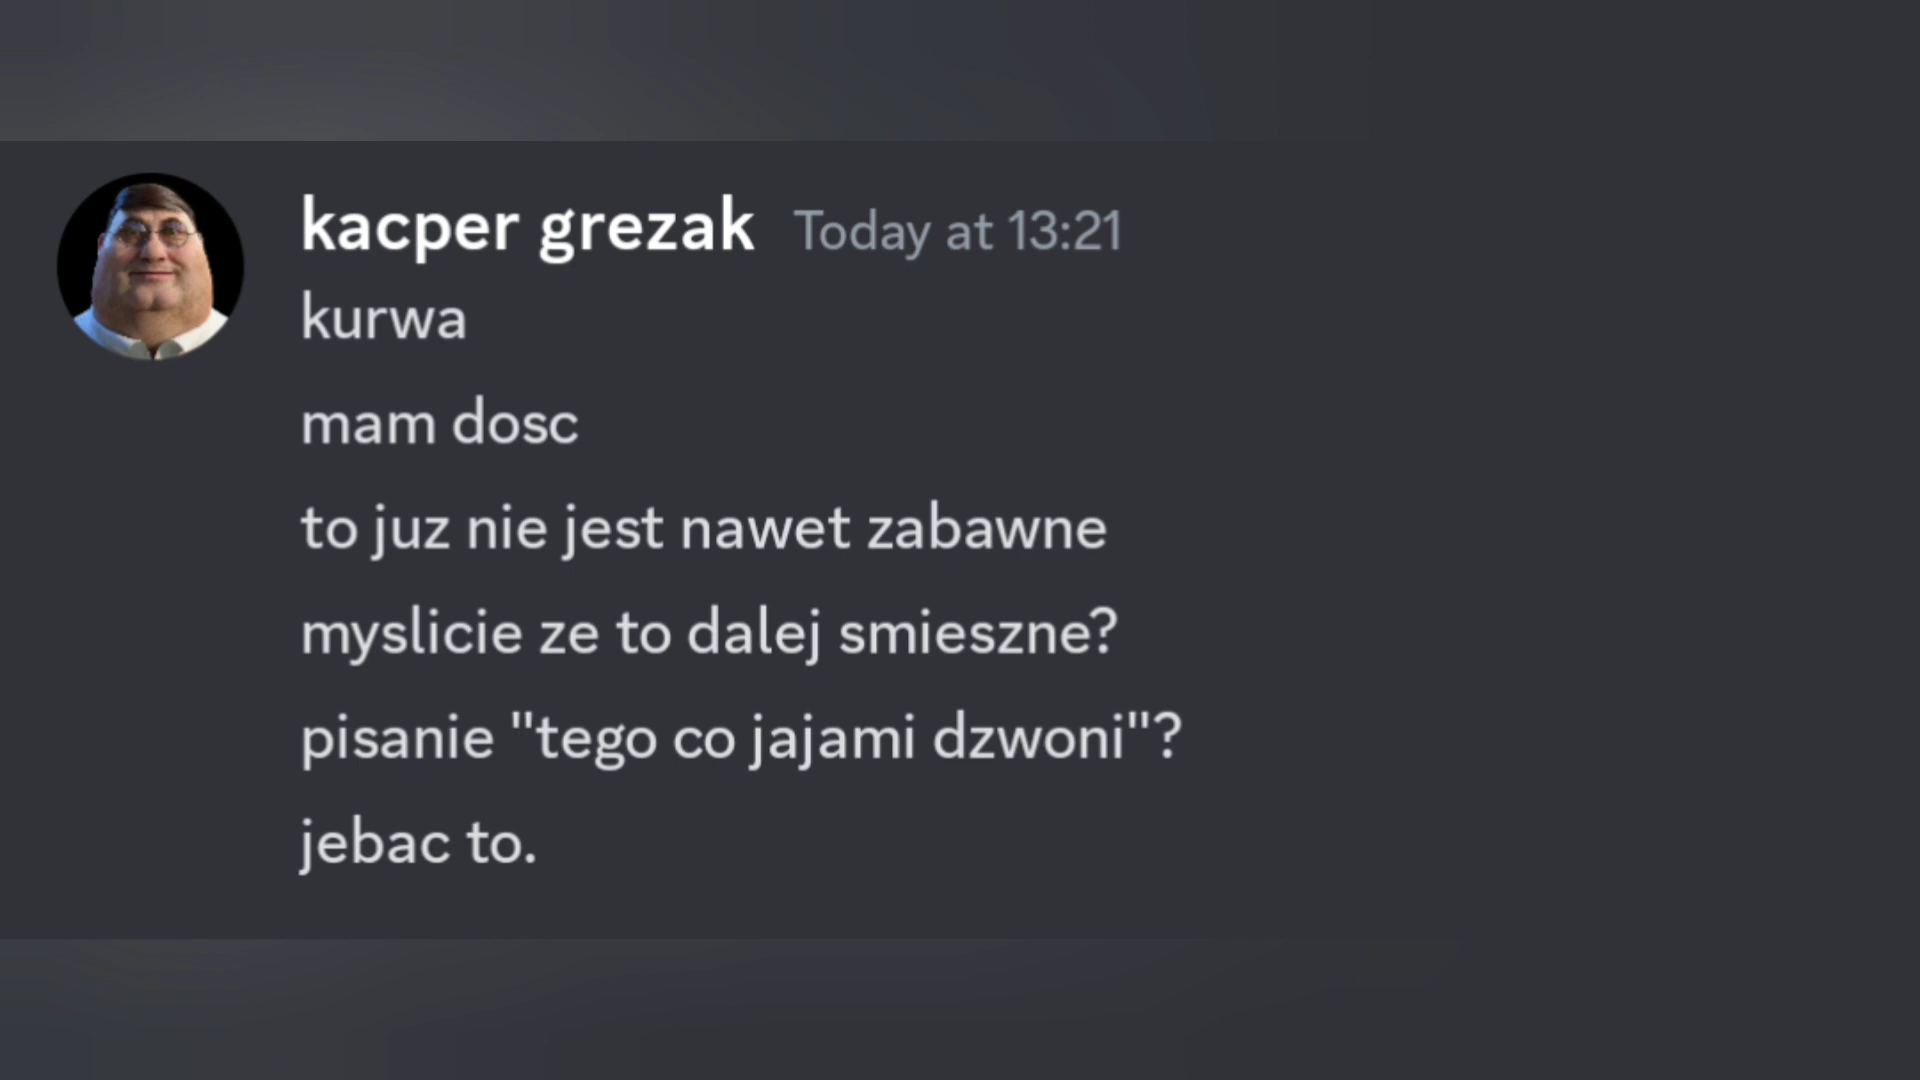 kacper grezak Today at 13:21
kurwa
mam dosc
to juz nie jest nawet zabawne
myslicie ze to dalej smieszne?
pisanie "tego co jajami dzwoni"?
jebac to.